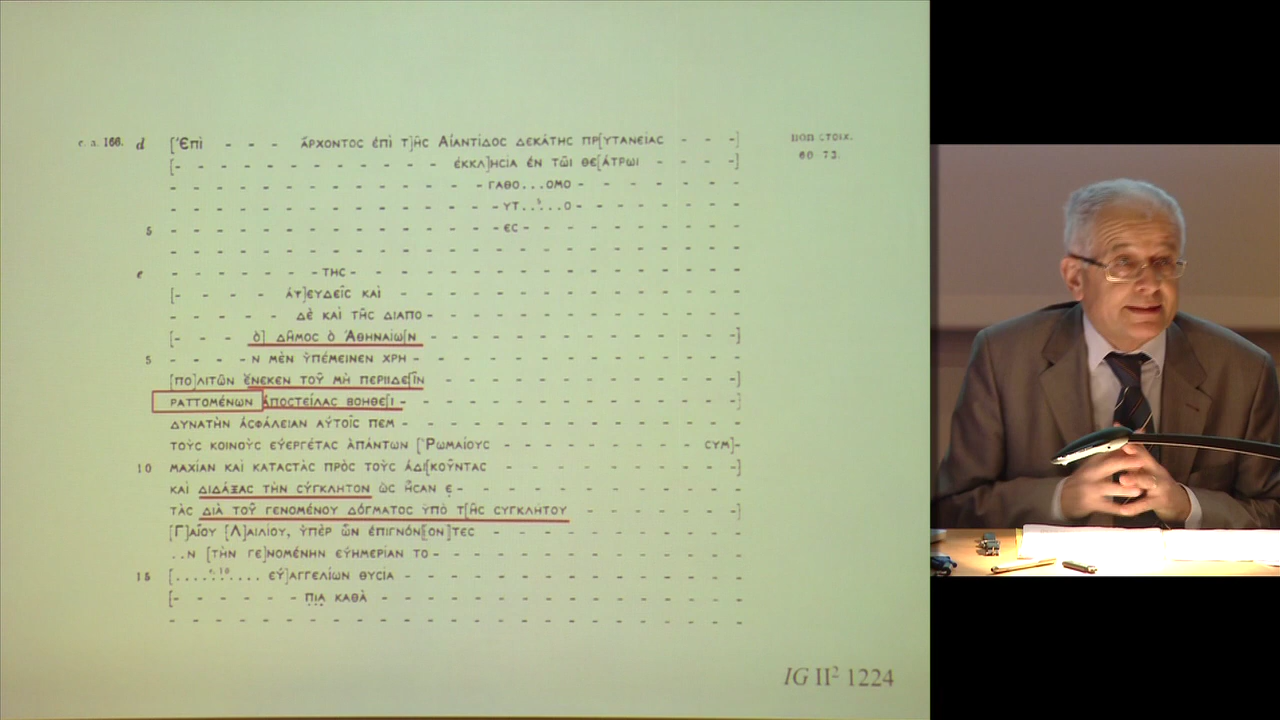 c. a. 166. d [Ἐπὶ - - - ἄρχοντος ἐπὶ τ]ῆς Αἰαντίδος δεκάτης πρ[υτανείας - - -] non στοιχ.
[- - - - - - - - ἐκκλ]ησία ἐν τῶι θε[άτρωι - - - -] 60–73.
- - - - - - - - - - - - - γαθο...ομο - - - - - - -
- - - - - - - - - - - - - υτ.....ο - - - - - - -
5 - - - - - - - - - - - - - ες - - - - - - - - -
- - - - - - - - - - - - - - - - - - - - - -
e - - - - - - της - - - - - - - - - - - - - - -
[- - - - ἀψ]ευδεῖς καὶ - - - - - - - - - - - - -
- - - - - δὲ καὶ τῆς διαπο - - - - - - - - - - - -
[- - - ὁ] δῆμος ὁ Ἀθηναίω[ν - - - - - - - - - - - -]
5 - - - - ν μὲν ὑπέμεινεν χρη - - - - - - - - - - - -
[πο]λιτῶν ἕνεκεν τοῦ μὴ περιιδε[ῖν - - - - - - - - - - - -]
ραττομένων ἀποστείλας βοηθε[ι - - - - - - - - - - - - -]
δυνατὴν ἀσφάλειαν αὐτοῖς πεμ - - - - - - - - - - - - -
τοὺς κοινοὺς εὐεργέτας ἁπάντων [Ῥωμαίους - - - - - - - - συμ]-
10 μαχίαν καὶ καταστὰς πρὸς τοὺς ἀδι[κοῦντας - - - - - - - - -]
καὶ διδάξας τὴν σύγκλητον ὡς ἦσαν ε - - - - - - - - - - -
τὰς διὰ τοῦ γενομένου δόγματος ὑπὸ τ[ῆς συγκλήτου - - - - - -]
[Γ]αΐου [Λ]αιλίου, ὑπὲρ ὧν ἐπιγνόν[[ον]]τες - - - - - - - - - -
..ν [τὴν γε]νομένην εὐημερίαν το - - - - - - - - - - - -
15 [....c.10.... εὐ]αγγελίων θυσία - - - - - - - - - - - - -
[- - - - - - πια καθὰ - - - - - - - - - - - - - -
- - - - - - - - - - - - - - - - - - - - - -
IG II² 1224